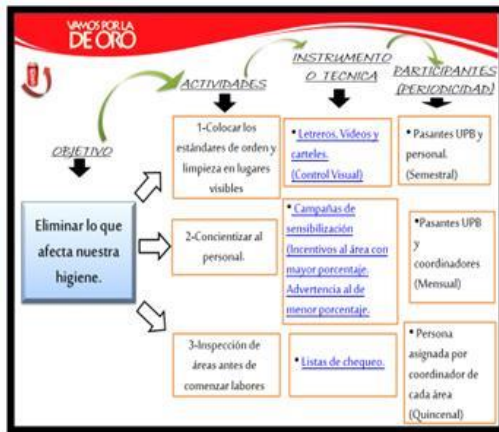 VAMOS POR LA
DE ORO
OBJETIVO
ACTIVIDADES
INSTRUMENTO
O TECNICA
PARTICIPANTES
(PERIODICIDAD)
Eliminar lo que
afecta nuestra
higiene.
1-Colocar los
estándares de orden y
limpieza en lugares
visibles
• Letreros, Videos y
carteles.
(Control Visual)
• Pasantes UPB y
personal.
(Semestral)
2-Concientizar al
personal.
• Campañas de
sensibilización
(Incentivos al área con
mayor porcentaje.
Advertencia al de
menor porcentaje.
• Pasantes UPB
y
coordinadores
(Mensual)
3-Inspección de
áreas antes de
comenzar labores
• Listas de chequeo.
• Persona
asignada por
coordinador de
cada área
(Quincenal)